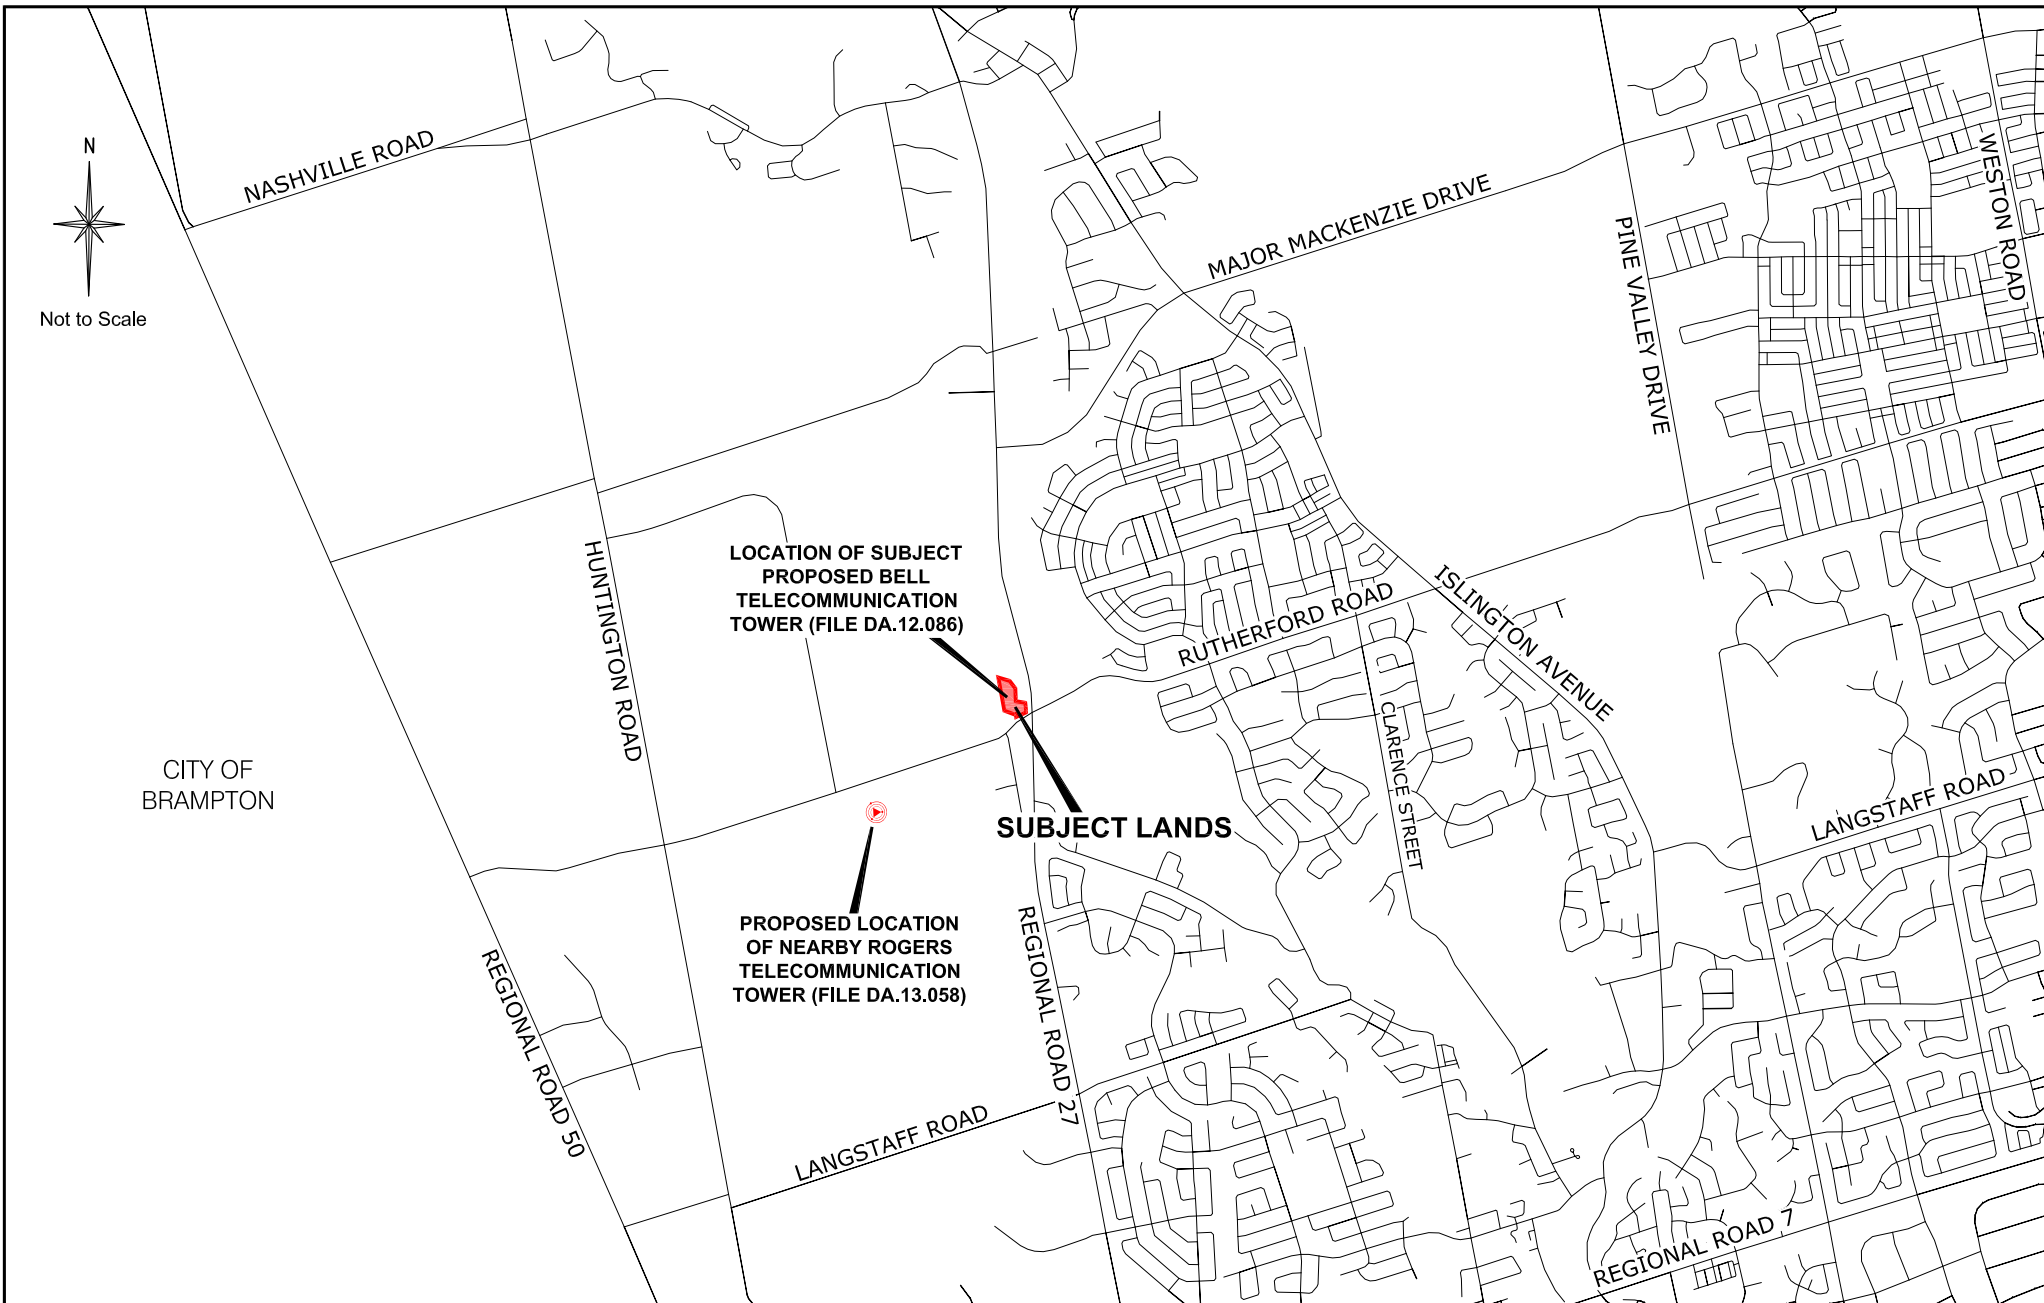 N
Not to Scale
NASHVILLE ROAD
MAJOR MACKENZIE DRIVE
WESTON ROAD
PINE VALLEY DRIVE
HUNTINGTON ROAD
LOCATION OF SUBJECT
PROPOSED BELL
TELECOMMUNICATION
TOWER (FILE DA.12.086)
RUTHERFORD ROAD
ISLINGTON AVENUE
CLARENCE STREET
CITY OF
BRAMPTON
SUBJECT LANDS
LANGSTAFF ROAD
PROPOSED LOCATION
OF NEARBY ROGERS
TELECOMMUNICATION
TOWER (FILE DA.13.058)
REGIONAL ROAD 50
REGIONAL ROAD 27
LANGSTAFF ROAD
REGIONAL ROAD 7